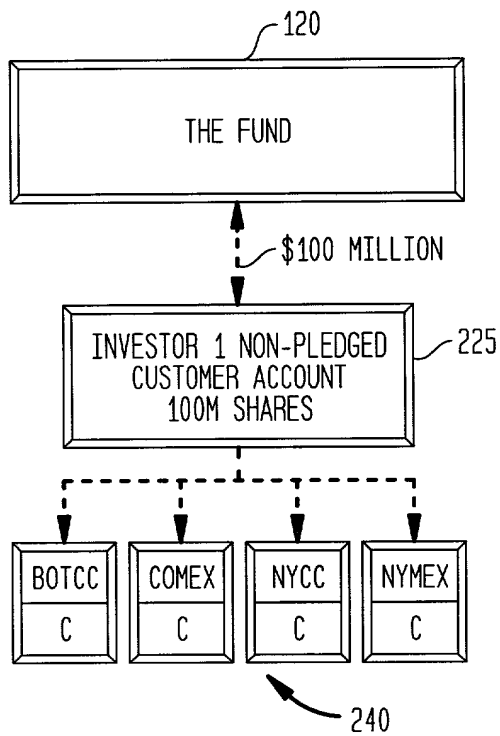 120
THE FUND
$100 MILLION
INVESTOR 1 NON-PLEDGED
CUSTOMER ACCOUNT
100M SHARES
225
BOTCC COMEX NYCC NYMEX
C C C C
240